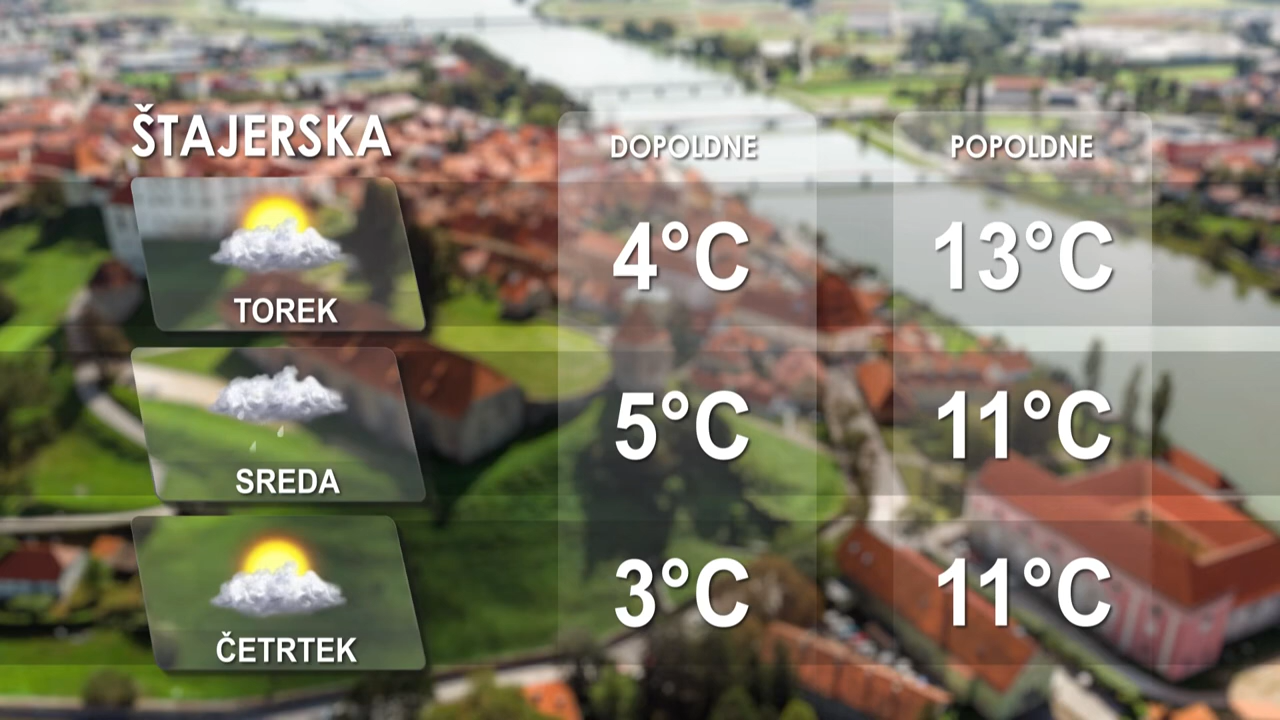 ŠTAJERSKA
DOPOLDNE POPOLDNE
TOREK 4°C 13°C
SREDA 5°C 11°C
ČETRTEK 3°C 11°C